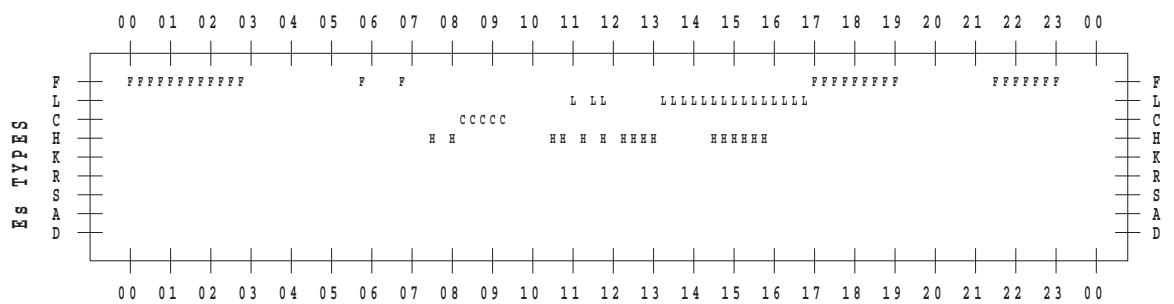 00 01 02 03 04 05 06 07 08 09 10 11 12 13 14 15 16 17 18 19 20 21 22 23 00
F FFFFFFFFFFFF F F FFFFFFFFF FFFFFFF F
L L LL LLLLLLLLLLLLLLL L
C CCCCC C
H H H HH H H HHHH HHHHHH H
K K
R R
S S
A A
D D
Es TYPES
00 01 02 03 04 05 06 07 08 09 10 11 12 13 14 15 16 17 18 19 20 21 22 23 00